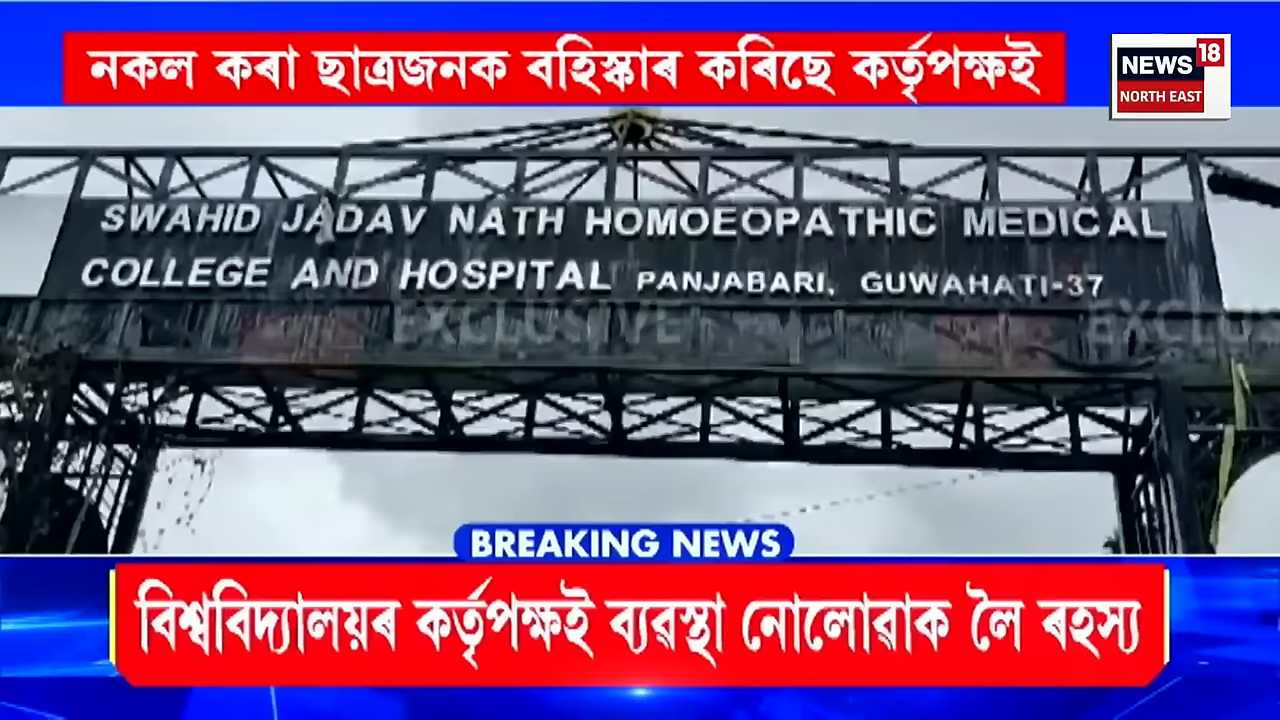 নকল কৰা ছাত্ৰজনক বহিস্কাৰ কৰিছে কৰ্তৃপক্ষই
NEWS 18
NORTH EAST
SWAHID JADAV NATH HOMOEOPATHIC MEDICAL
COLLEGE AND HOSPITAL PANJABARI, GUWAHATI-37
EXCLUSIVE EXCLUS
BREAKING NEWS
বিশ্ববিদ্যালয়ৰ কৰ্তৃপক্ষই ব্যৱস্থা নোলোৱাক লৈ ৰহস্য